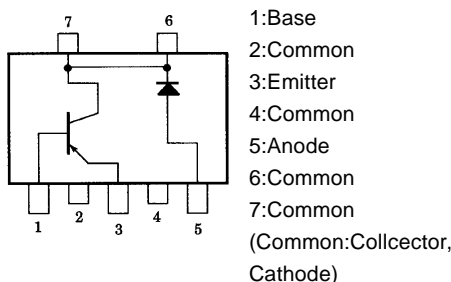 7 6
1 2 3 4 5
1:Base
2:Common
3:Emitter
4:Common
5:Anode
6:Common
7:Common
(Common:Collcector,
Cathode)